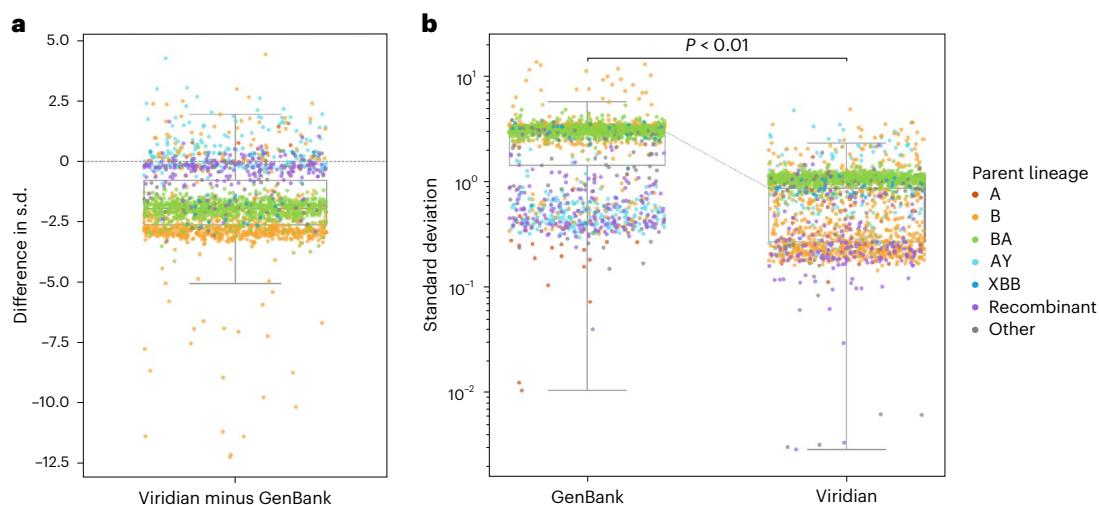 a
5.0
2.5
0
–2.5
–5.0
–7.5
–10.0
–12.5
Difference in s.d.
Viridian minus GenBank
b
P < 0.01
10¹
10⁰
10⁻¹
10⁻²
Standard deviation
GenBank
Viridian
Parent lineage
A
B
BA
AY
XBB
Recombinant
Other